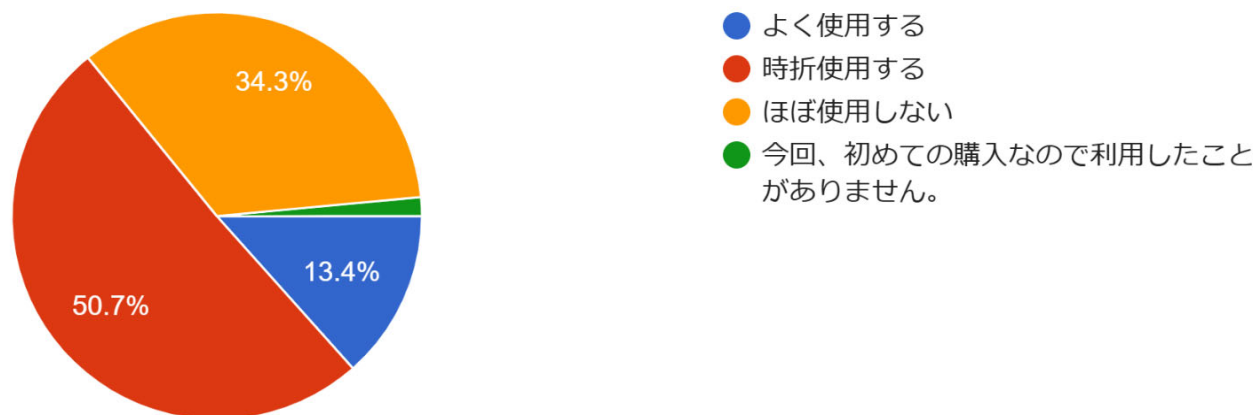 34.3%
13.4%
50.7%
よく使用する
時折使用する
ほぼ使用しない
今回、初めての購入なので利用したこと
がありません。